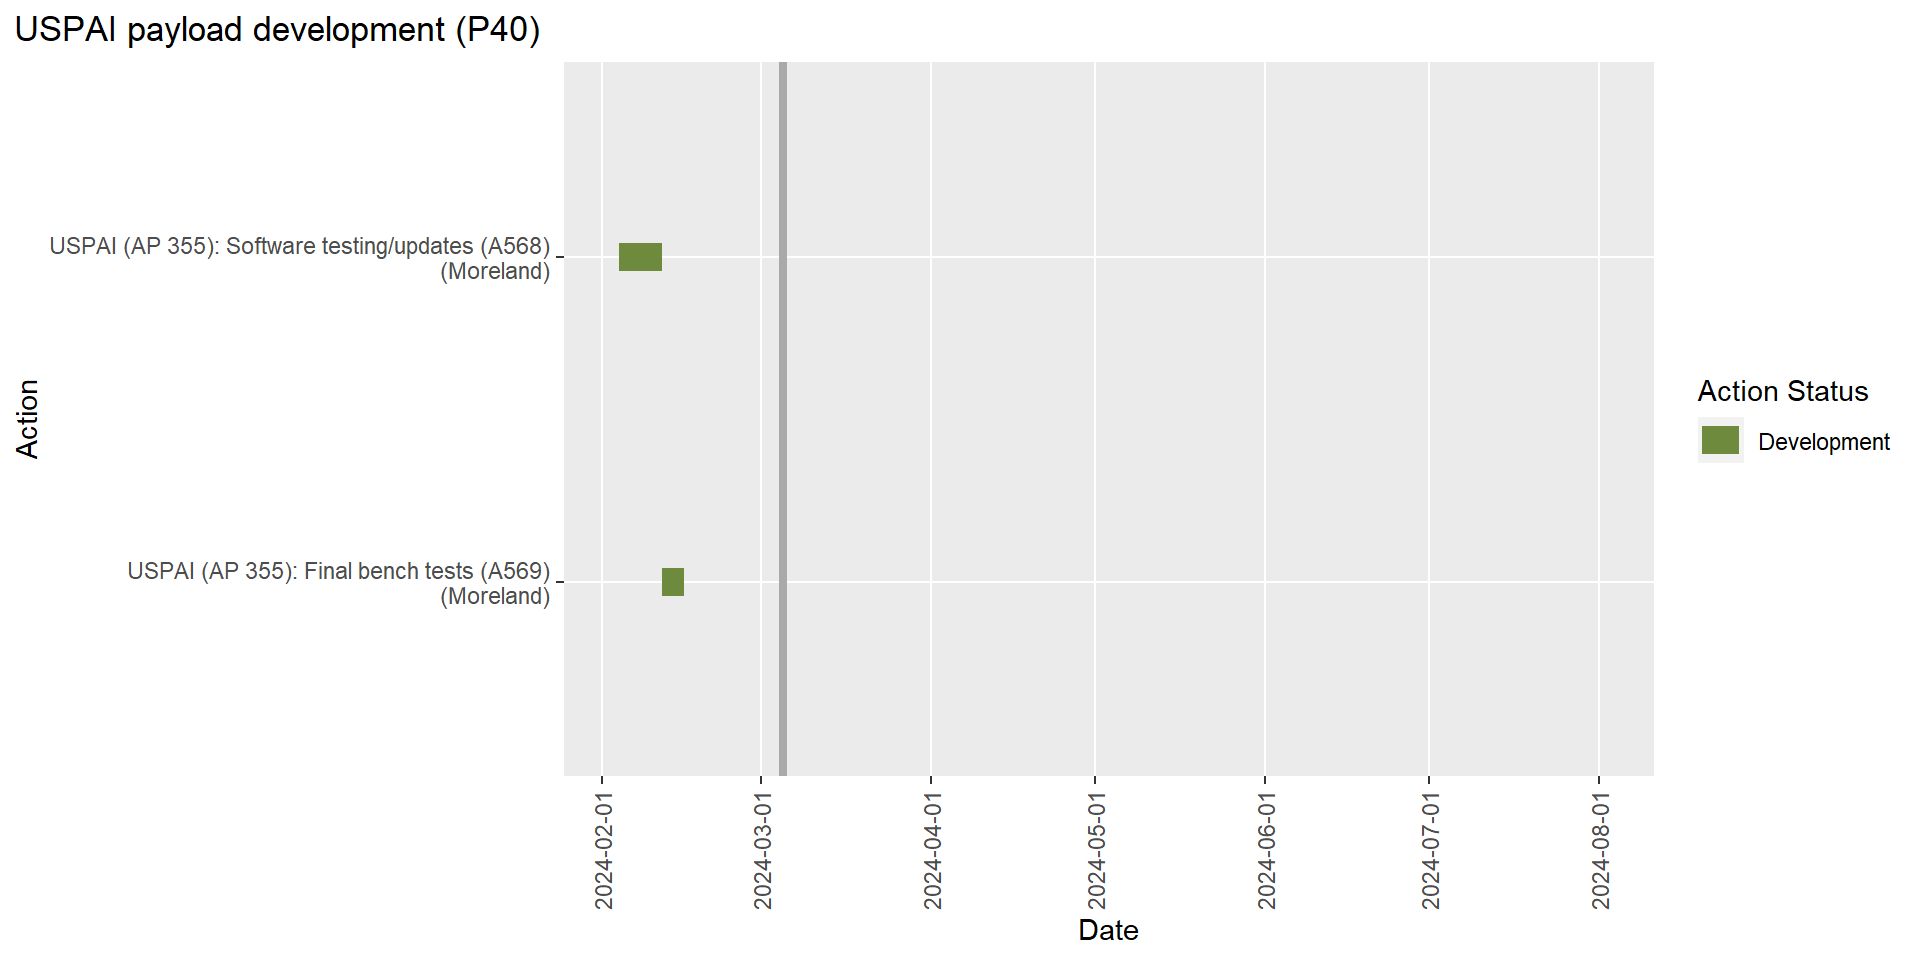 USPAI payload development (P40)
USPAI (AP 355): Software testing/updates (A568)
(Moreland)
USPAI (AP 355): Final bench tests (A569)
(Moreland)
Action
2024-02-01
2024-03-01
2024-04-01
2024-05-01
2024-06-01
2024-07-01
2024-08-01
Date
Action Status
Development